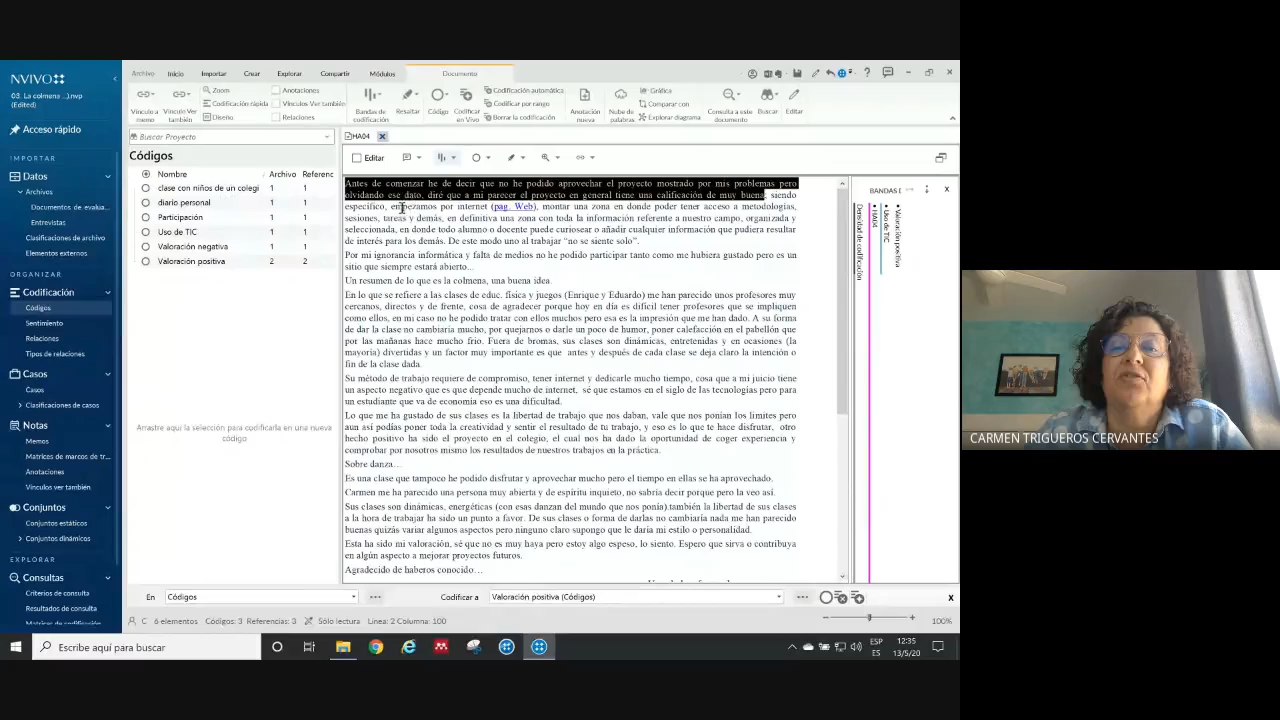 NVIVO
03. La colmena ...).nvp
(Edited)
Acceso rápido
IMPORTAR
Datos
Archivos
Documentos de evalua...
Entrevistas
Clasificaciones de archivo
Elementos externos
ORGANIZAR
Codificación
Códigos
Sentimiento
Relaciones
Tipos de relaciones
Casos
Casos
Clasificaciones de casos
Notas
Memos
Matrices de marcos de tr...
Anotaciones
Vínculos ver también
Conjuntos
Conjuntos estáticos
Conjuntos dinámicos
EXPLORAR
Consultas
Criterios de consulta
Resultados de consulta
Matrices de codificación
Archivo Inicio Importar Crear Explorar Compartir Módulos Documento
Vínculo a memo
Vínculo Ver también
Zoom
Codificación rápida
Diseño
Anotaciones
Vínculos Ver también
Relaciones
Bandas de codificación
Resaltar
Código
Codificar en Vivo
Codificación automática
Codificar por rango
Borrar la codificación
Anotación nueva
Nube de palabras
Gráfica
Comparar con
Explorar diagrama
Consulta a este documento
Buscar
Editar
Buscar Proyecto
Códigos
Nombre Archivo Referenc
clase con niños de un colegi 1 1
diario personal 1 1
Participación 1 1
Uso de TIC 1 1
Valoración negativa 1 1
Valoración positiva 2 2
Arrastre aquí la selección para codificarla en una nueva
código
HA04
Editar
Antes de comenzar he de decir que no he podido aprovechar el proyecto mostrado por mis problemas pero
olvidando ese dato, diré que a mi parecer el proyecto en general tiene una calificación de muy buena, siendo
específico, empezamos por internet (pag. Web), montar una zona en donde poder tener acceso a metodologías,
sesiones, tareas y demás, en definitiva una zona con toda la información referente a nuestro campo, organizada y
seleccionada, en donde todo alumno o docente puede curiosear o añadir cualquier información que pudiera resultar
de interés para los demás. De este modo uno al trabajar “no se siente solo”.
Por mi ignorancia informática y falta de medios no he podido participar tanto como me hubiera gustado pero es un
sitio que siempre estará abierto...
Un resumen de lo que es la colmena, una buena idea.
En lo que se refiere a las clases de educ. física y juegos (Enrique y Eduardo) me han parecido unos profesores muy
cercanos, directos y de frente, cosa de agradecer porque hoy en día es difícil tener profesores que se impliquen
como ellos, en mi caso no he podido tratar con ellos muchos pero esa es la impresión que me han dado. A su forma
de dar la clase no cambiaría mucho, por quejarnos o darle un poco de humor, poner calefacción en el pabellón que
por las mañanas hace mucho frio. Fuera de bromas, sus clases son dinámicas, entretenidas y en ocasiones (la
mayoría) divertidas y un factor muy importante es que antes y después de cada clase se deja claro la intención o
fin de la clase dada.
Su método de trabajo requiere de compromiso, tener internet y dedicarle mucho tiempo, cosa que a mi juicio tiene
un aspecto negativo que es que depende mucho de internet, sé que estamos en el siglo de las tecnologías pero para
un estudiante que va de economía eso es una dificultad.
Lo que me ha gustado de sus clases es la libertad de trabajo que nos daban, vale que nos ponían los limites pero
aun así podías poner toda la creatividad y sentir el resultado de tu trabajo, y eso es lo que te hace disfrutar, otro
hecho positivo ha sido el proyecto en el colegio, el cual nos ha dado la oportunidad de coger experiencia y
comprobar por nosotros mismo los resultados de nuestros trabajos en la práctica.
Sobre danza...
Es una clase que tampoco he podido disfrutar y aprovechar mucho pero el tiempo en ellas se ha aprovechado.
Carmen me ha parecido una persona muy abierta y de espíritu inquieto, no sabría decir porque pero la veo así.
Sus clases son dinámicas, energéticas (con esas danzan del mundo que nos ponía).también la libertad de sus clases
a la hora de trabajar ha sido un punto a favor. De sus clases o forma de darlas no cambiaría nada me han parecido
buenas quizás variar algunos aspectos pero ninguno claro supongo que le daría mi estilo o personalidad.
Esta ha sido mi valoración, sé que no es muy haya pero estoy algo espeso, lo siento. Espero que sirva o contribuya
en algún aspecto a mejorar proyectos futuros.
Agradecido de haberos conocido...
BANDAS D
Densidad de codificación
HA04
Uso de TIC
Valoración positiva
En Códigos Codificar a Valoración positiva (Códigos)
C 6 elementos Códigos: 3 Referencias: 3 Sólo lectura Línea: 2 Columna: 100 100%
Escribe aquí para buscar
ESP
ES
12:35
13/5/20
CARMEN TRIGUEROS CERVANTES